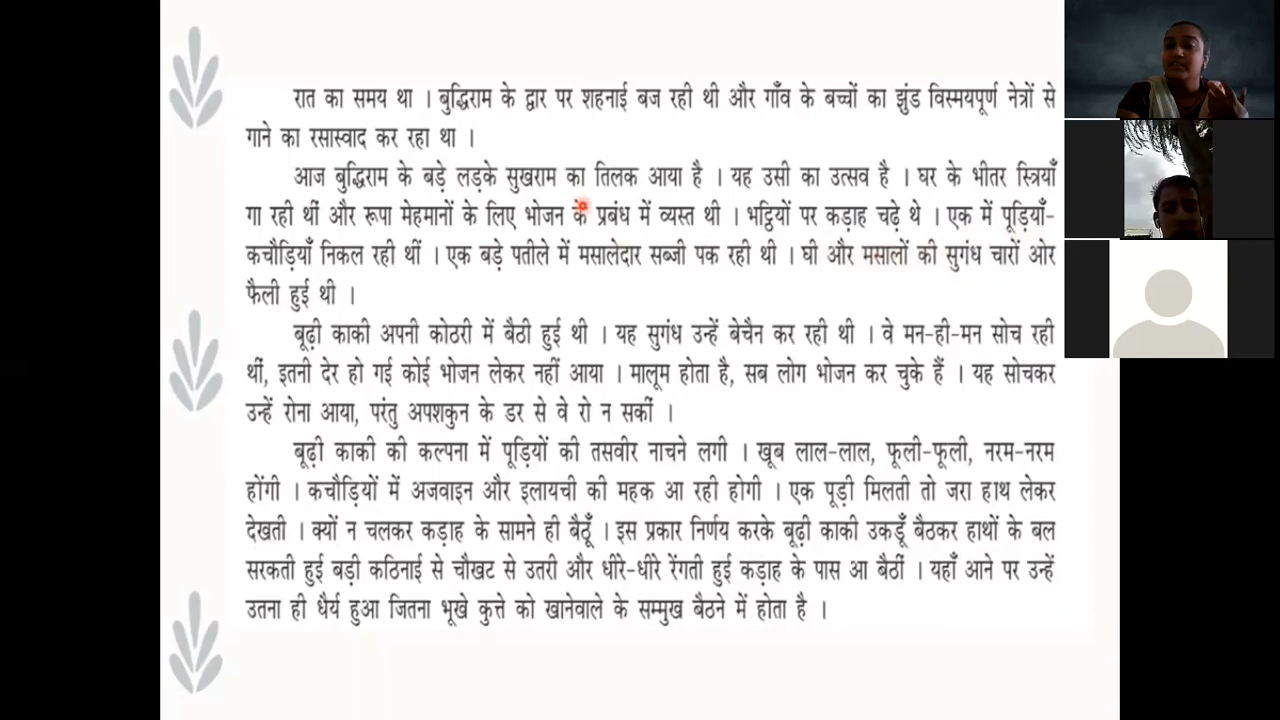 रात का समय था । बुद्धिराम के द्वार पर शहनाई बज रही थी और गाँव के बच्चों का झुंड विस्मयपूर्ण नेत्रों से
गाने का रसास्वाद कर रहा था ।
आज बुद्धिराम के बड़े लड़के सुखराम का तिलक आया है । यह उसी का उत्सव है । घर के भीतर स्त्रियाँ
गा रही थीं और रूपा मेहमानों के लिए भोजन के प्रबंध में व्यस्त थी । भट्ठियों पर कड़ाह चढ़े थे । एक में पूड़ियाँ-
कचौड़ियाँ निकल रही थीं । एक बड़े पतीले में मसालेदार सब्जी पक रही थी । घी और मसालों की सुगंध चारों ओर
फैली हुई थी ।
बूढ़ी काकी अपनी कोठरी में बैठी हुई थी । यह सुगंध उन्हें बेचैन कर रही थी । वे मन-ही-मन सोच रही
थीं, इतनी देर हो गई कोई भोजन लेकर नहीं आया । मालूम होता है, सब लोग भोजन कर चुके हैं । यह सोचकर
उन्हें रोना आया, परंतु अपशकुन के डर से वे रो न सकीं ।
बूढ़ी काकी की कल्पना में पूड़ियों की तसवीर नाचने लगी । खूब लाल-लाल, फूली-फूली, नरम-नरम
होंगी । कचौड़ियों में अजवाइन और इलायची की महक आ रही होगी । एक पूड़ी मिलती तो जरा हाथ लेकर
देखती । क्यों न चलकर कड़ाह के सामने ही बैठूँ । इस प्रकार निर्णय करके बूढ़ी काकी उकड़ूँ बैठकर हाथों के बल
सरकती हुई बड़ी कठिनाई से चौखट से उतरी और धीरे-धीरे रेंगती हुई कड़ाह के पास आ बैठीं । यहाँ आने पर उन्हें
उतना ही धैर्य हुआ जितना भूखे कुत्ते को खानेवाले के सम्मुख बैठने में होता है ।